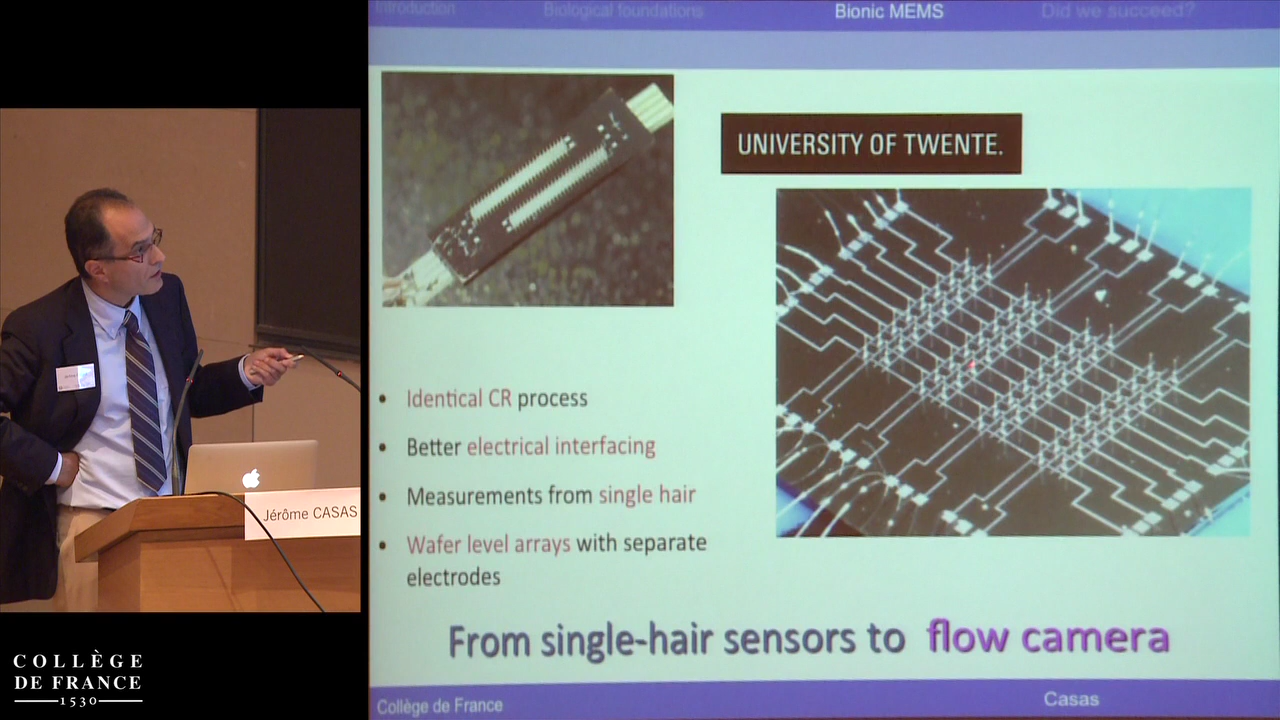 Introduction
Biological foundations
Bionic MEMS
Did we succeed?
UNIVERSITY OF TWENTE.
• Identical CR process
• Better electrical interfacing
• Measurements from single hair
• Wafer level arrays with separate
electrodes
From single-hair sensors to flow camera
Collège de France
Casas
Jérôme CASAS
COLLÈGE
DE FRANCE
1530